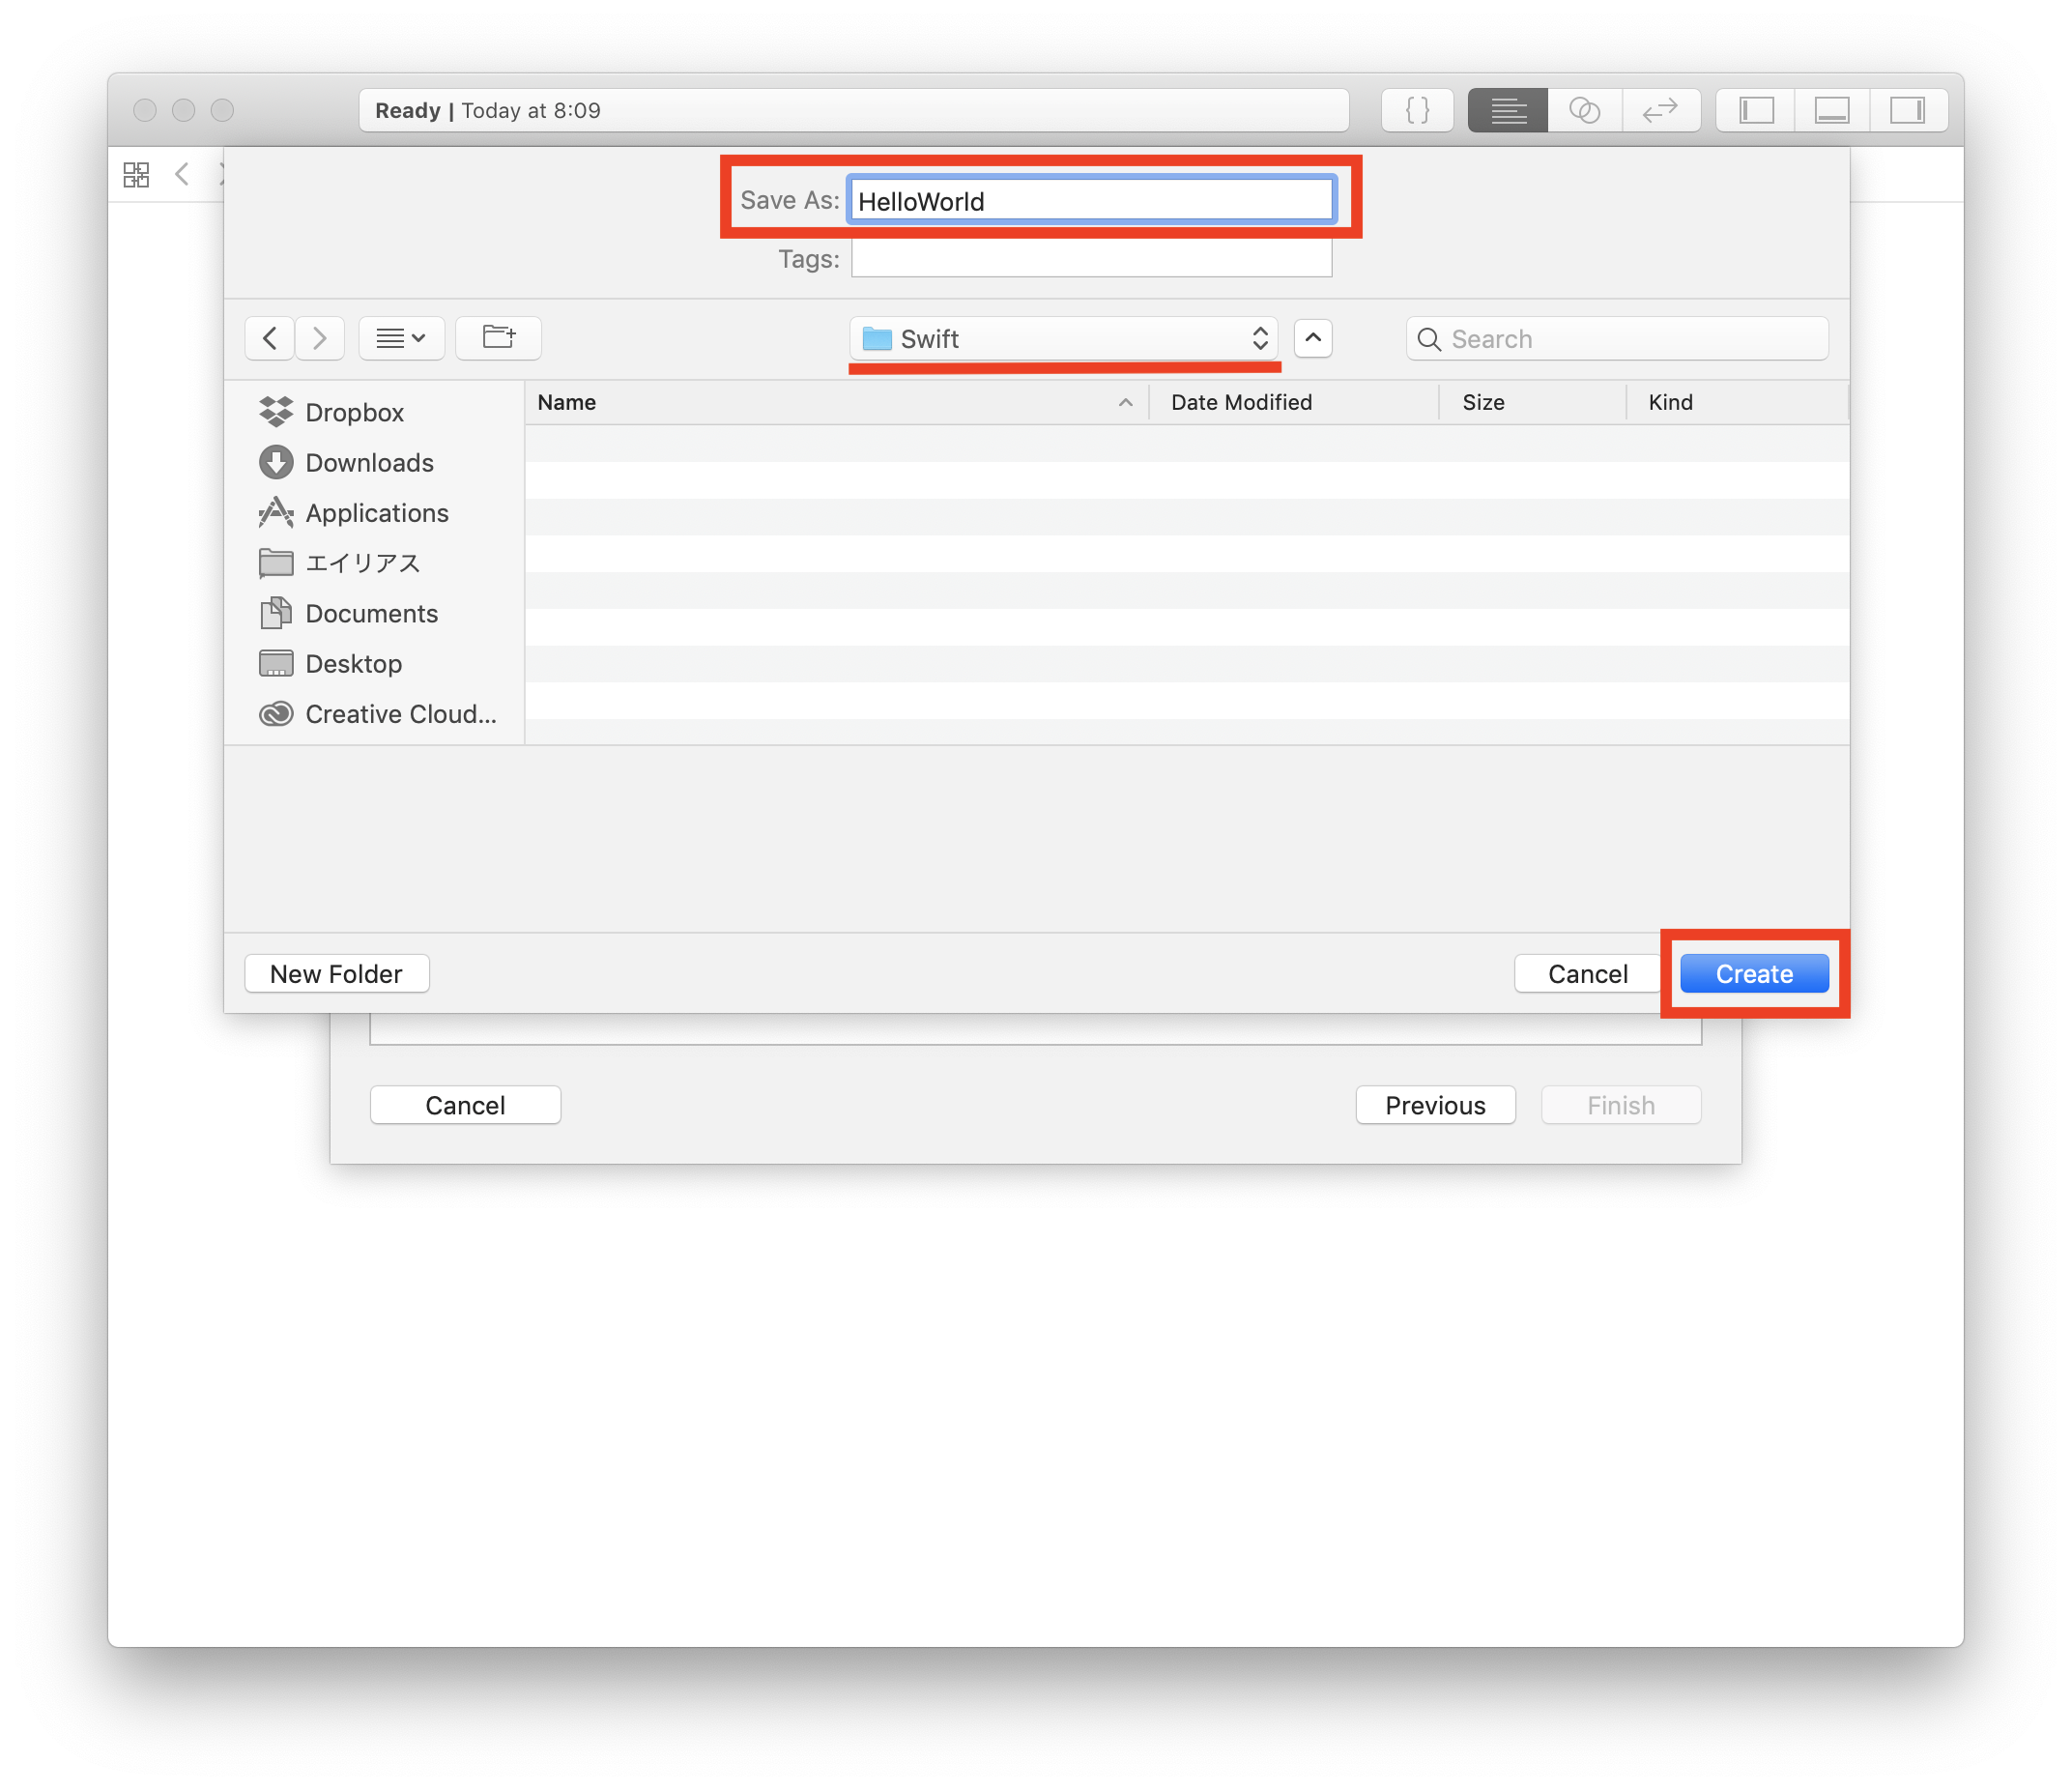 Ready | Today at 8:09
Save As: HelloWorld
Tags:
Swift
Search
Name Date Modified Size Kind
Dropbox
Downloads
Applications
エイリアス
Documents
Desktop
Creative Cloud...
New Folder Cancel Create
Cancel Previous Finish